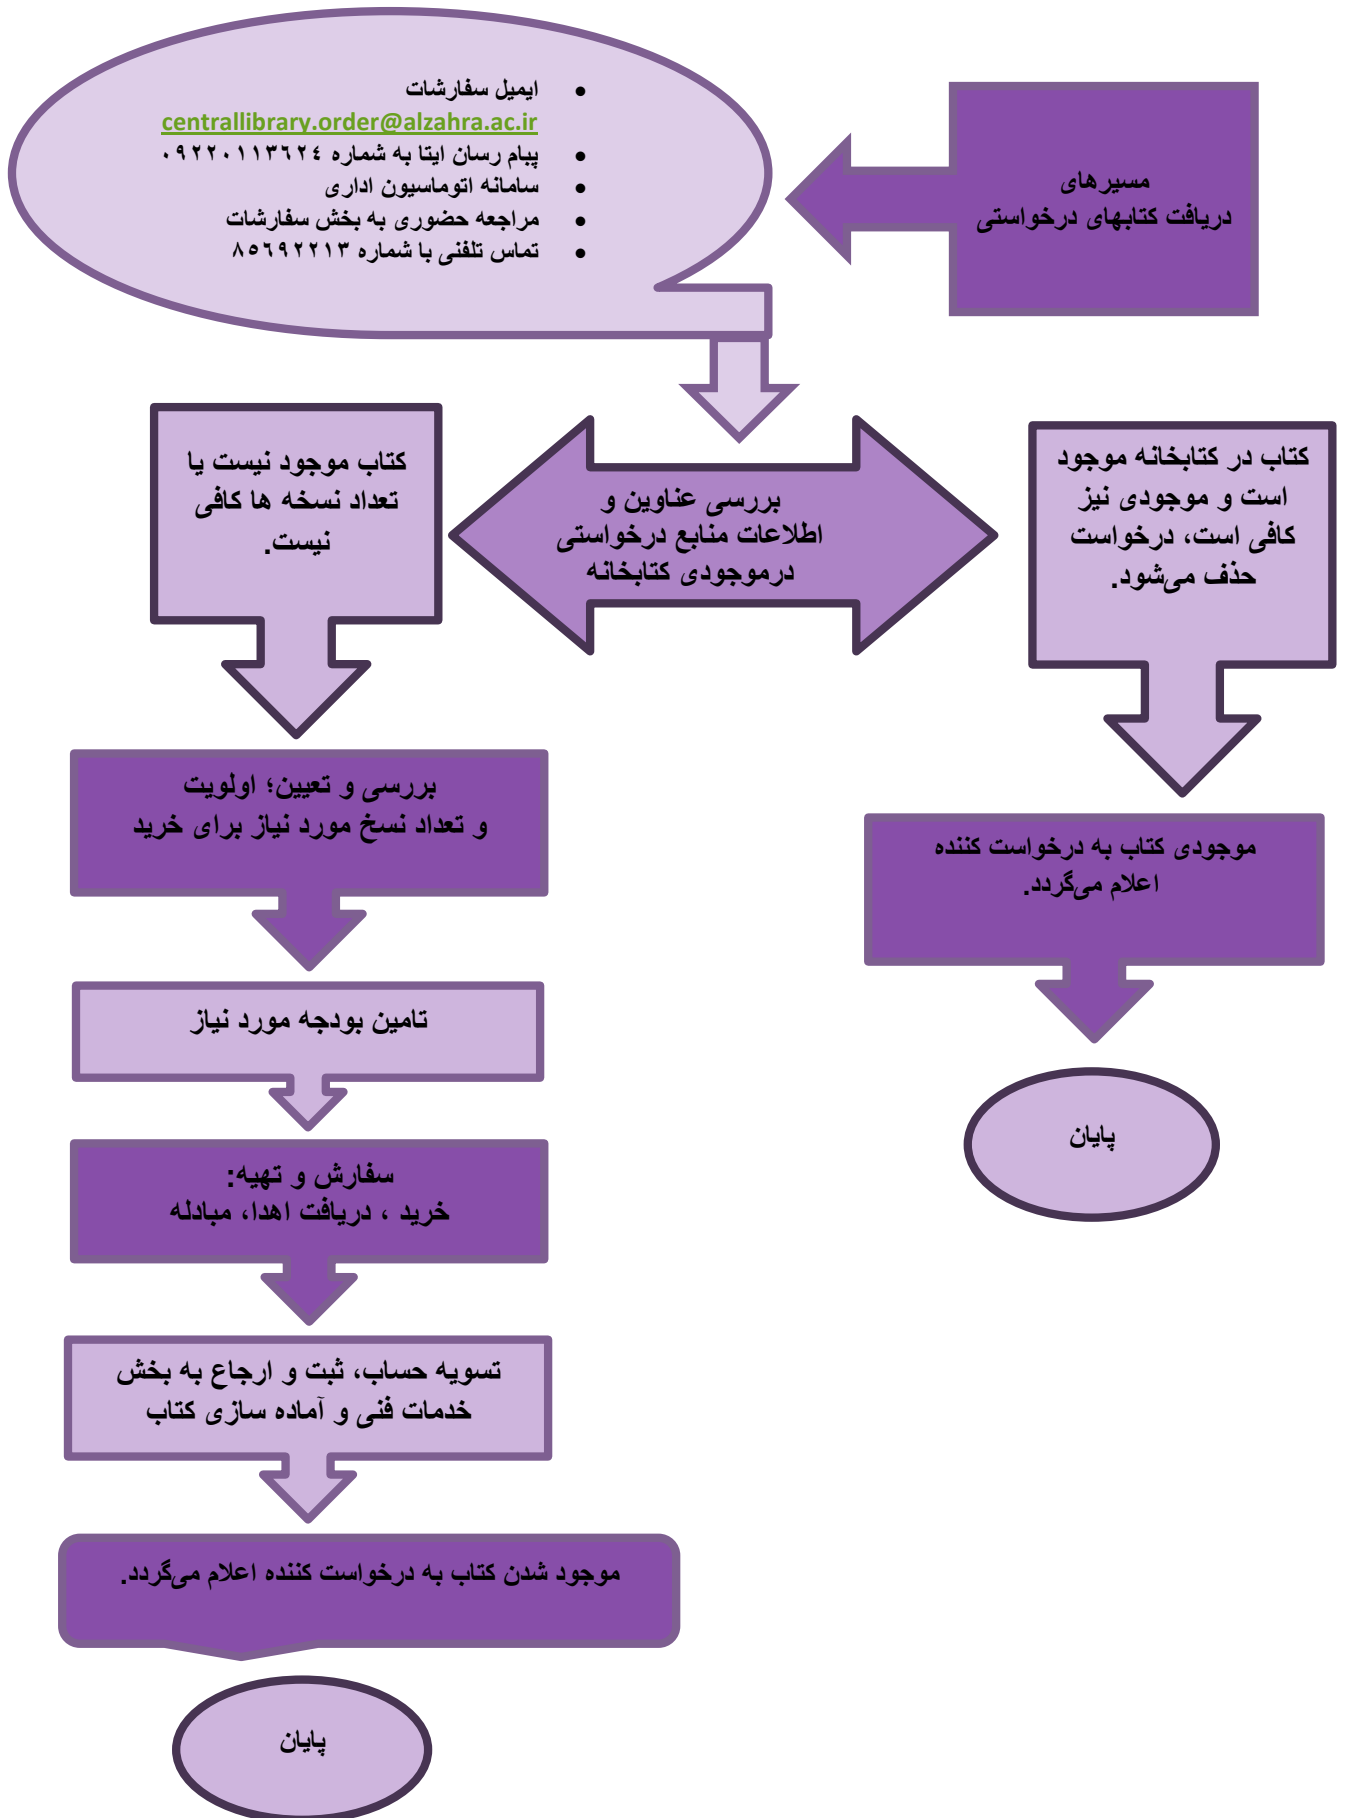 مسیرهای
دریافت کتابهای درخواستی
• ایمیل سفارشات
centrallibrary.order@alzahra.ac.ir
• پیام رسان ایتا به شماره ۰۹۲۲۰۱۱۳٦۲٤
• سامانه اتوماسیون اداری
• مراجعه حضوری به بخش سفارشات
• تماس تلفنی با شماره ۸٥٦۹۲۲۱۳
بررسی عناوین و
اطلاعات منابع درخواستی
درموجودی کتابخانه
کتاب در کتابخانه موجود
است و موجودی نیز
کافی است، درخواست
حذف می‌شود.
موجودی کتاب به درخواست کننده
اعلام می‌گردد.
پایان
کتاب موجود نیست یا
تعداد نسخه ها کافی
نیست.
بررسی و تعیین؛ اولویت
و تعداد نسخ مورد نیاز برای خرید
تامین بودجه مورد نیاز
سفارش و تهیه:
خرید ، دریافت اهدا، مبادله
تسویه حساب، ثبت و ارجاع به بخش
خدمات فنی و آماده سازی کتاب
موجود شدن کتاب به درخواست کننده اعلام می‌گردد.
پایان